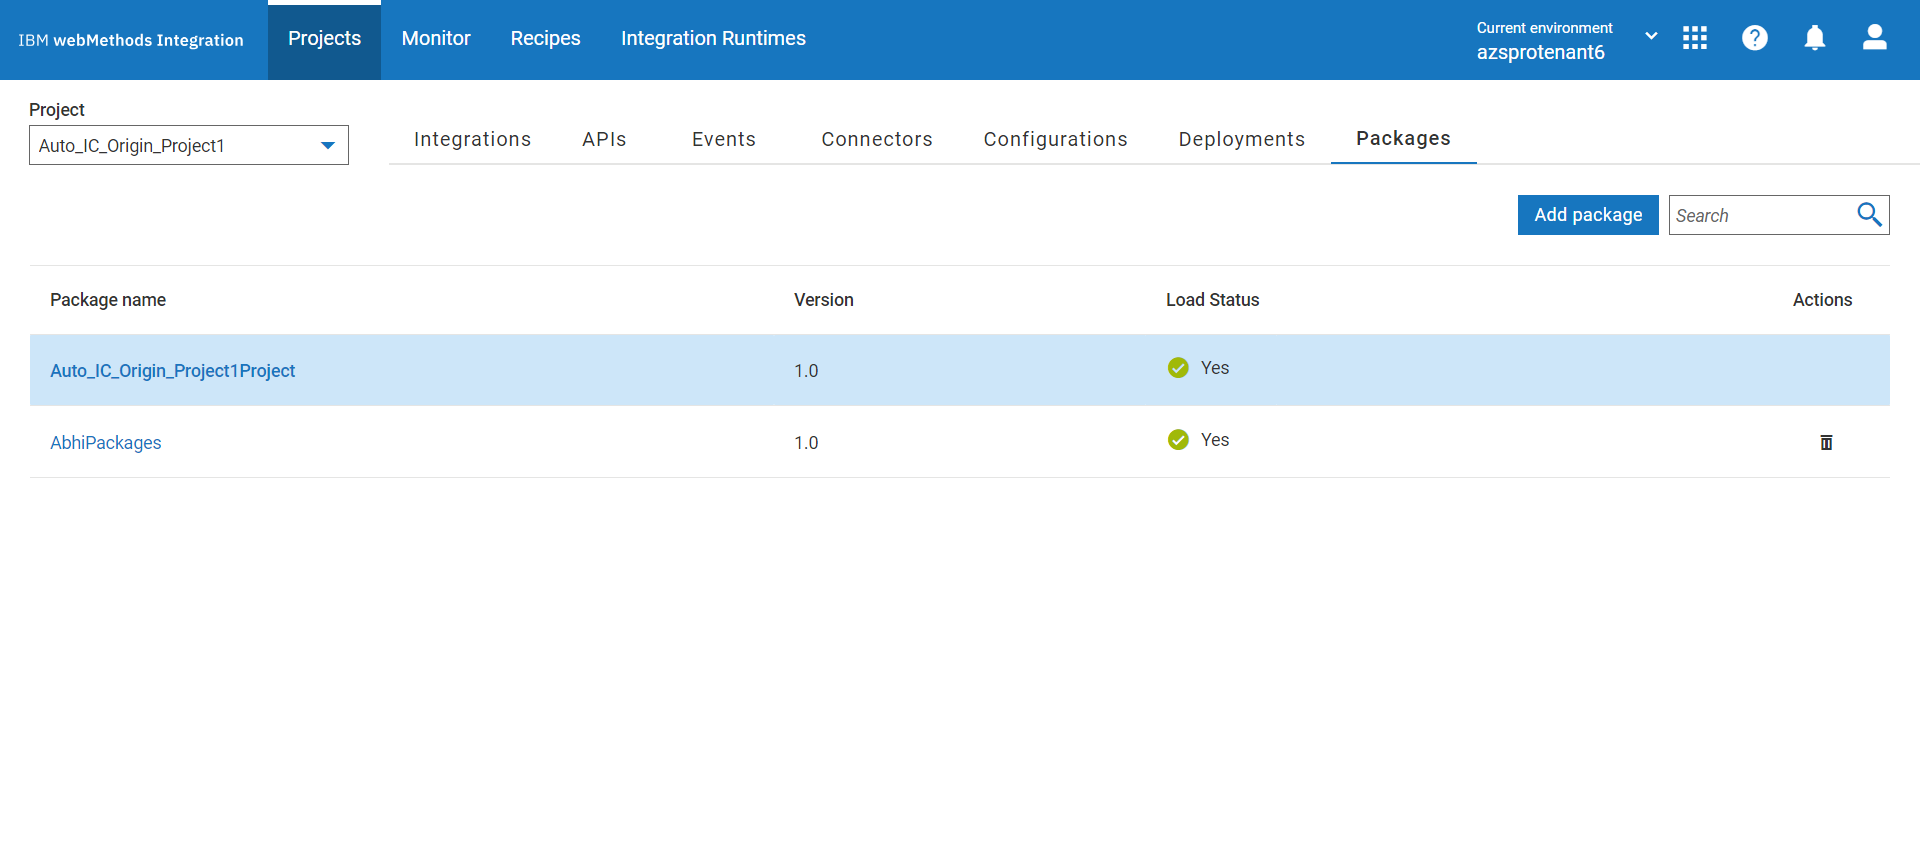 IBM webMethods Integration
Projects
Monitor
Recipes
Integration Runtimes
Current environment
azsprotenant6
Project
Auto_IC_Origin_Project1
Integrations
APIs
Events
Connectors
Configurations
Deployments
Packages
Add package
Search
Package name
Version
Load Status
Actions
Auto_IC_Origin_Project1Project
1.0
Yes
AbhiPackages
1.0
Yes